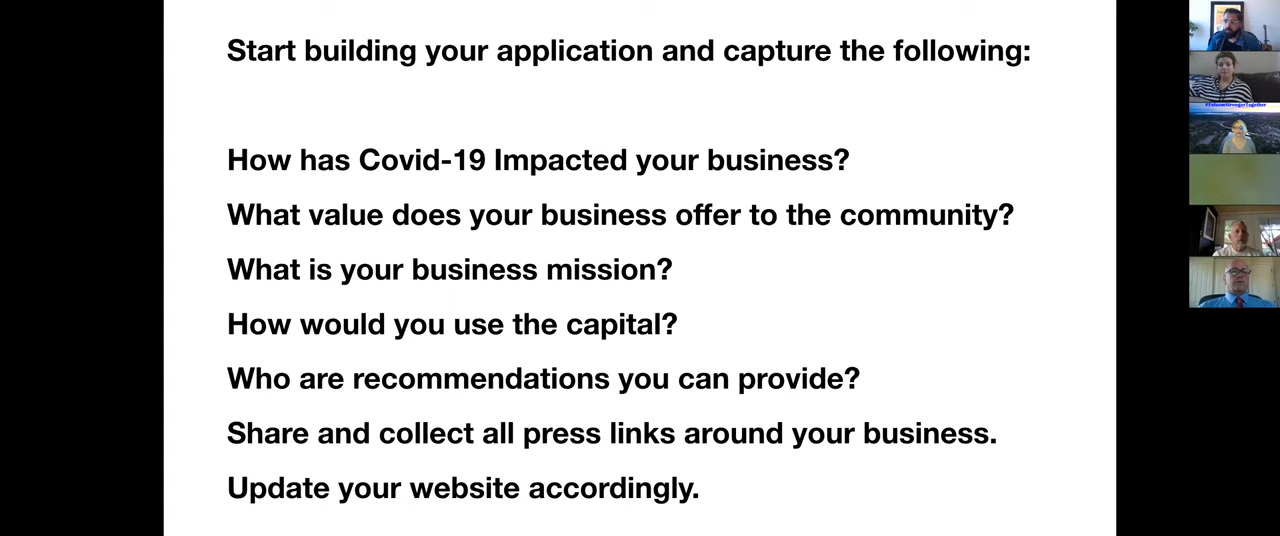 Start building your application and capture the following:
How has Covid-19 Impacted your business?
What value does your business offer to the community?
What is your business mission?
How would you use the capital?
Who are recommendations you can provide?
Share and collect all press links around your business.
Update your website accordingly.
#FolsomStrongerTogether